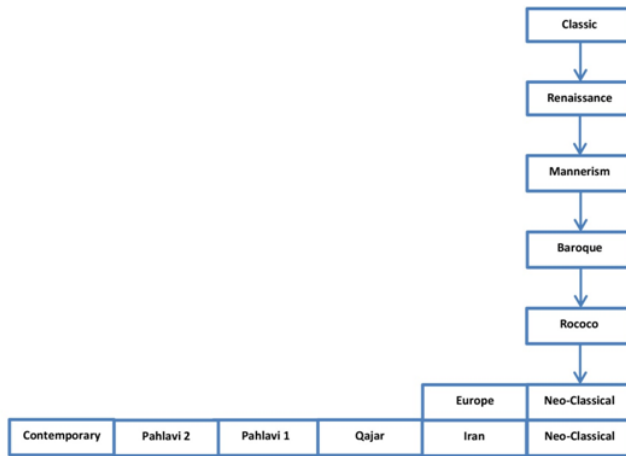 Classic
Renaissance
Mannerism
Baroque
Rococo
Europe Neo-Classical
Contemporary Pahlavi 2 Pahlavi 1 Qajar Iran Neo-Classical